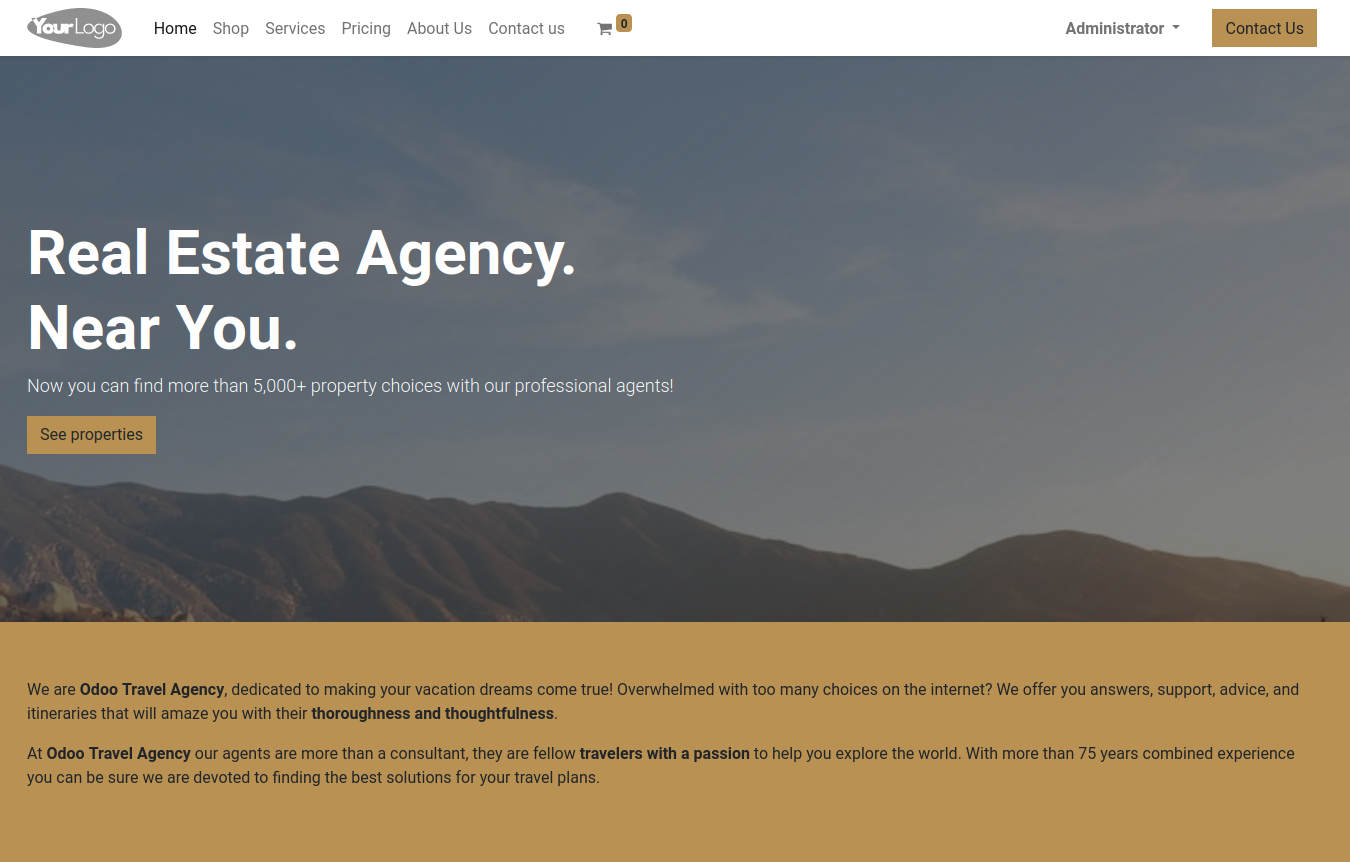 YourLogo Home Shop Services Pricing About Us Contact us 0 Administrator Contact Us
Real Estate Agency.
Near You.
Now you can find more than 5,000+ property choices with our professional agents!
See properties
We are Odoo Travel Agency, dedicated to making your vacation dreams come true! Overwhelmed with too many choices on the internet? We offer you answers, support, advice, and
itineraries that will amaze you with their thoroughness and thoughtfulness.
At Odoo Travel Agency our agents are more than a consultant, they are fellow travelers with a passion to help you explore the world. With more than 75 years combined experience
you can be sure we are devoted to finding the best solutions for your travel plans.